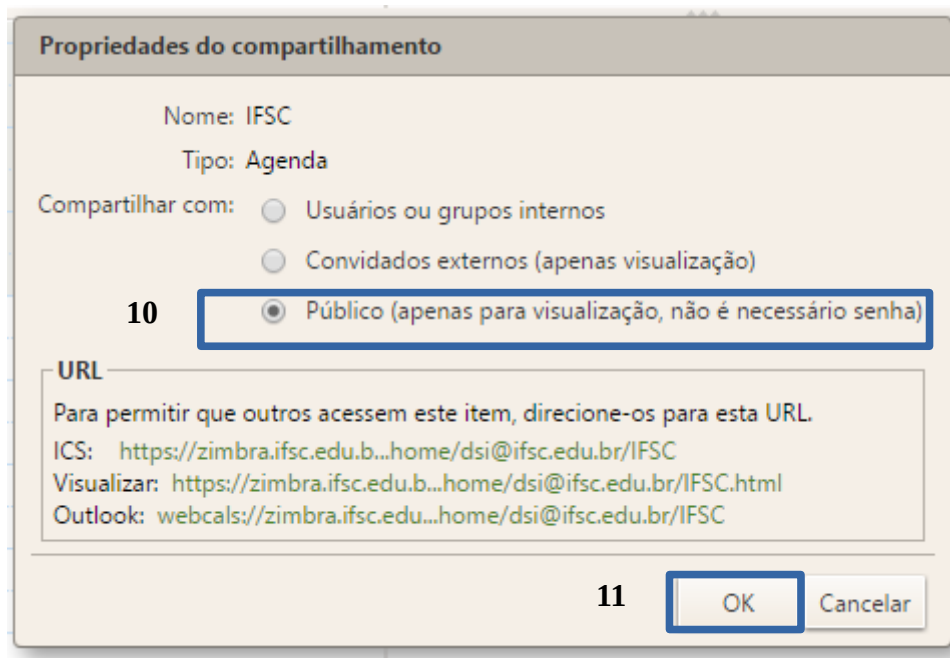 Propriedades do compartilhamento
Nome: IFSC
Tipo: Agenda
Compartilhar com: Usuários ou grupos internos
Convidados externos (apenas visualização)
10 Público (apenas para visualização, não é necessário senha)
URL
Para permitir que outros acessem este item, direcione-os para esta URL.
ICS: https://zimbra.ifsc.edu.b...home/dsi@ifsc.edu.br/IFSC
Visualizar: https://zimbra.ifsc.edu.b...home/dsi@ifsc.edu.br/IFSC.html
Outlook: webcals://zimbra.ifsc.edu...home/dsi@ifsc.edu.br/IFSC
11 OK Cancelar